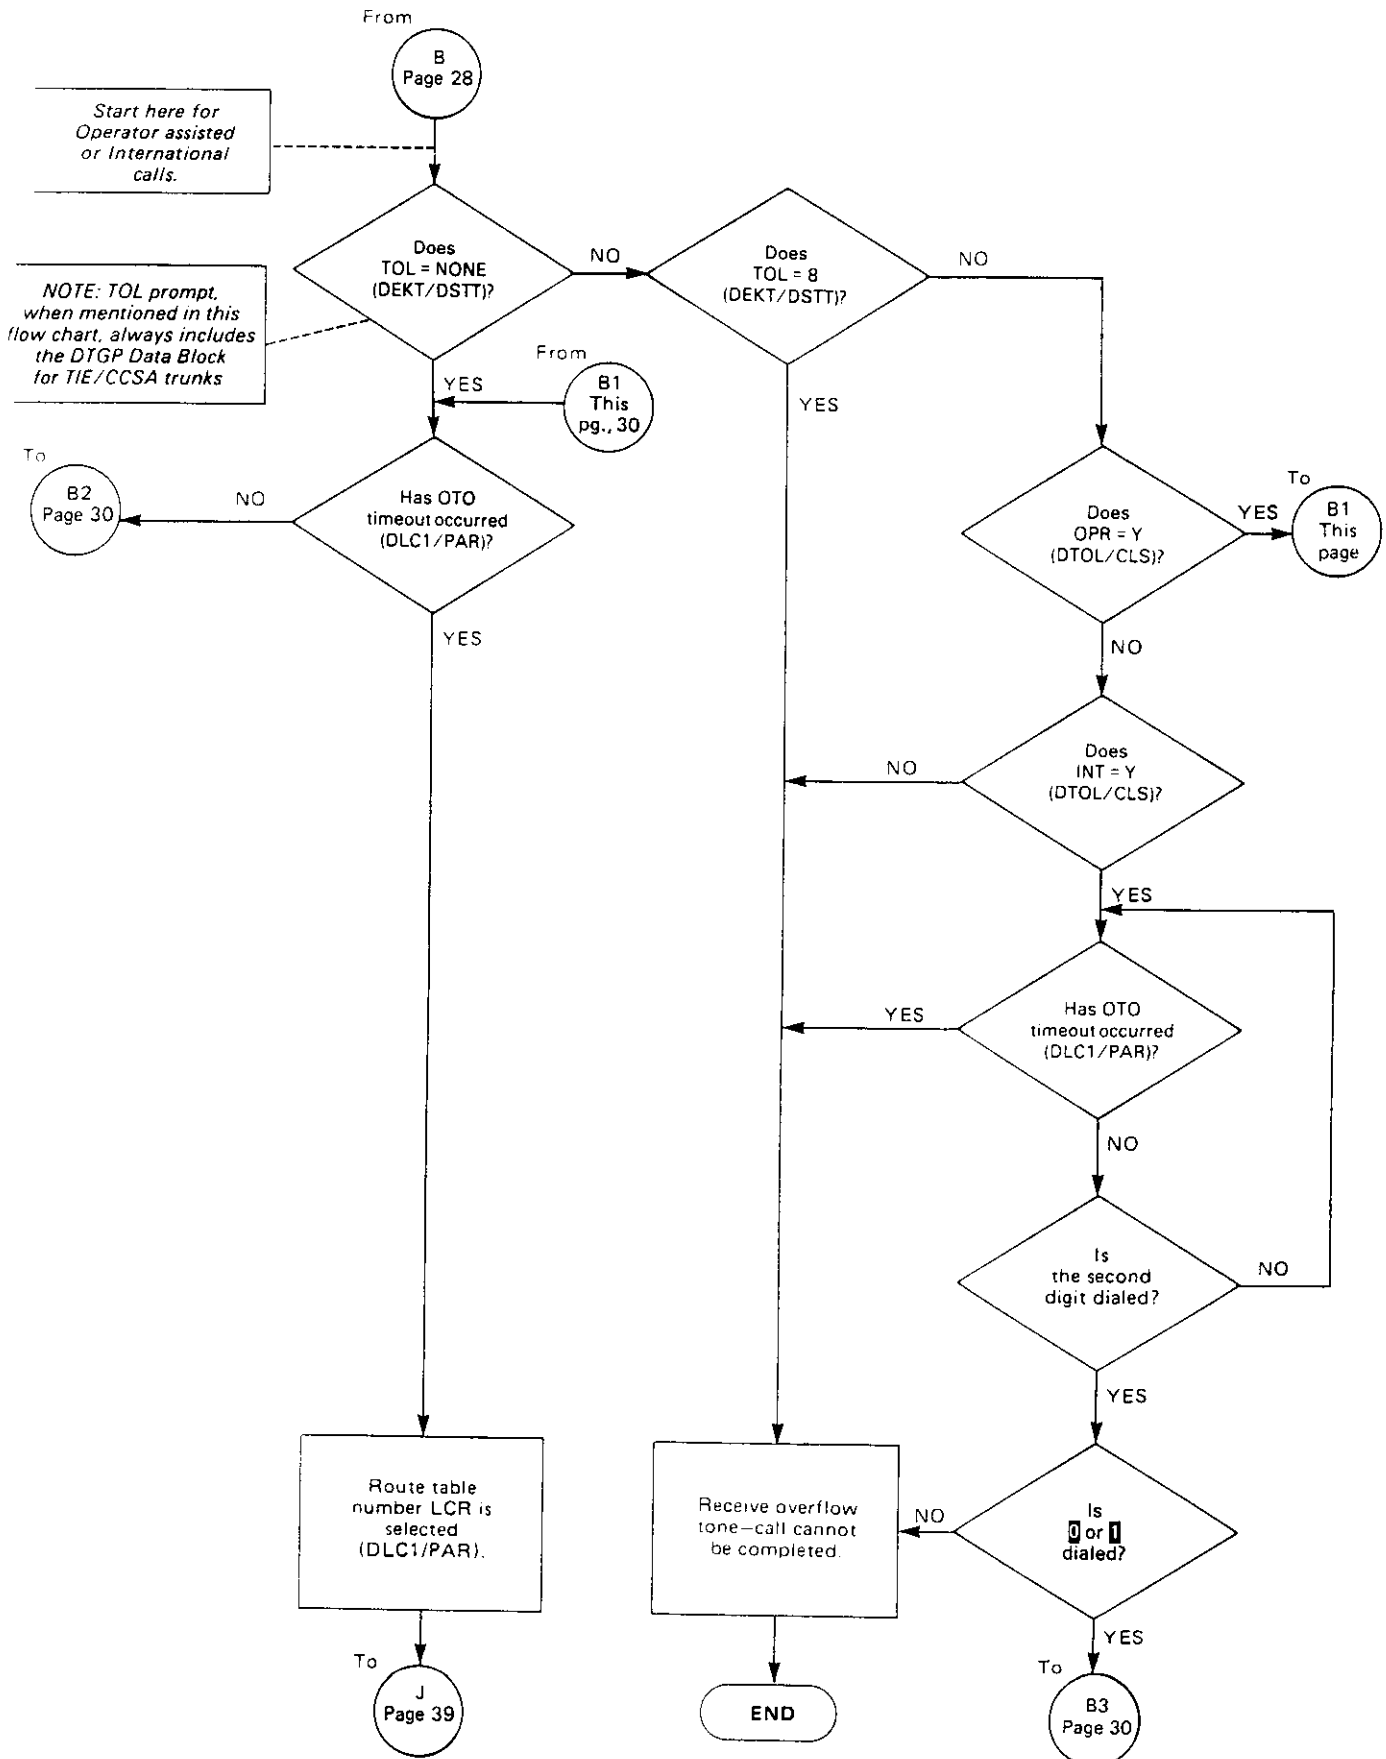 From
B
Page 28
Start here for
Operator assisted
or International
calls.
Does
TOL = NONE
(DEKT/DSTT)?
NO
Does
TOL = 8
(DEKT/DSTT)?
NO
NOTE: TOL prompt,
when mentioned in this
flow chart, always includes
the DTGP Data Block
for TIE/CCSA trunks
From
B1
This
pg., 30
YES
YES
To
B2
Page 30
NO
Has OTO
timeout occurred
(DLC1/PAR)?
YES
Does
OPR = Y
(DTOL/CLS)?
YES
To
B1
This
page
NO
Does
INT = Y
(DTOL/CLS)?
NO
YES
Has OTO
timeout occurred
(DLC1/PAR)?
YES
NO
Is
the second
digit dialed?
NO
YES
Route table
number LCR is
selected
(DLC1/PAR).
Receive overflow
tone—call cannot
be completed.
NO
Is
0 or 1
dialed?
YES
To
J
Page 39
END
To
B3
Page 30